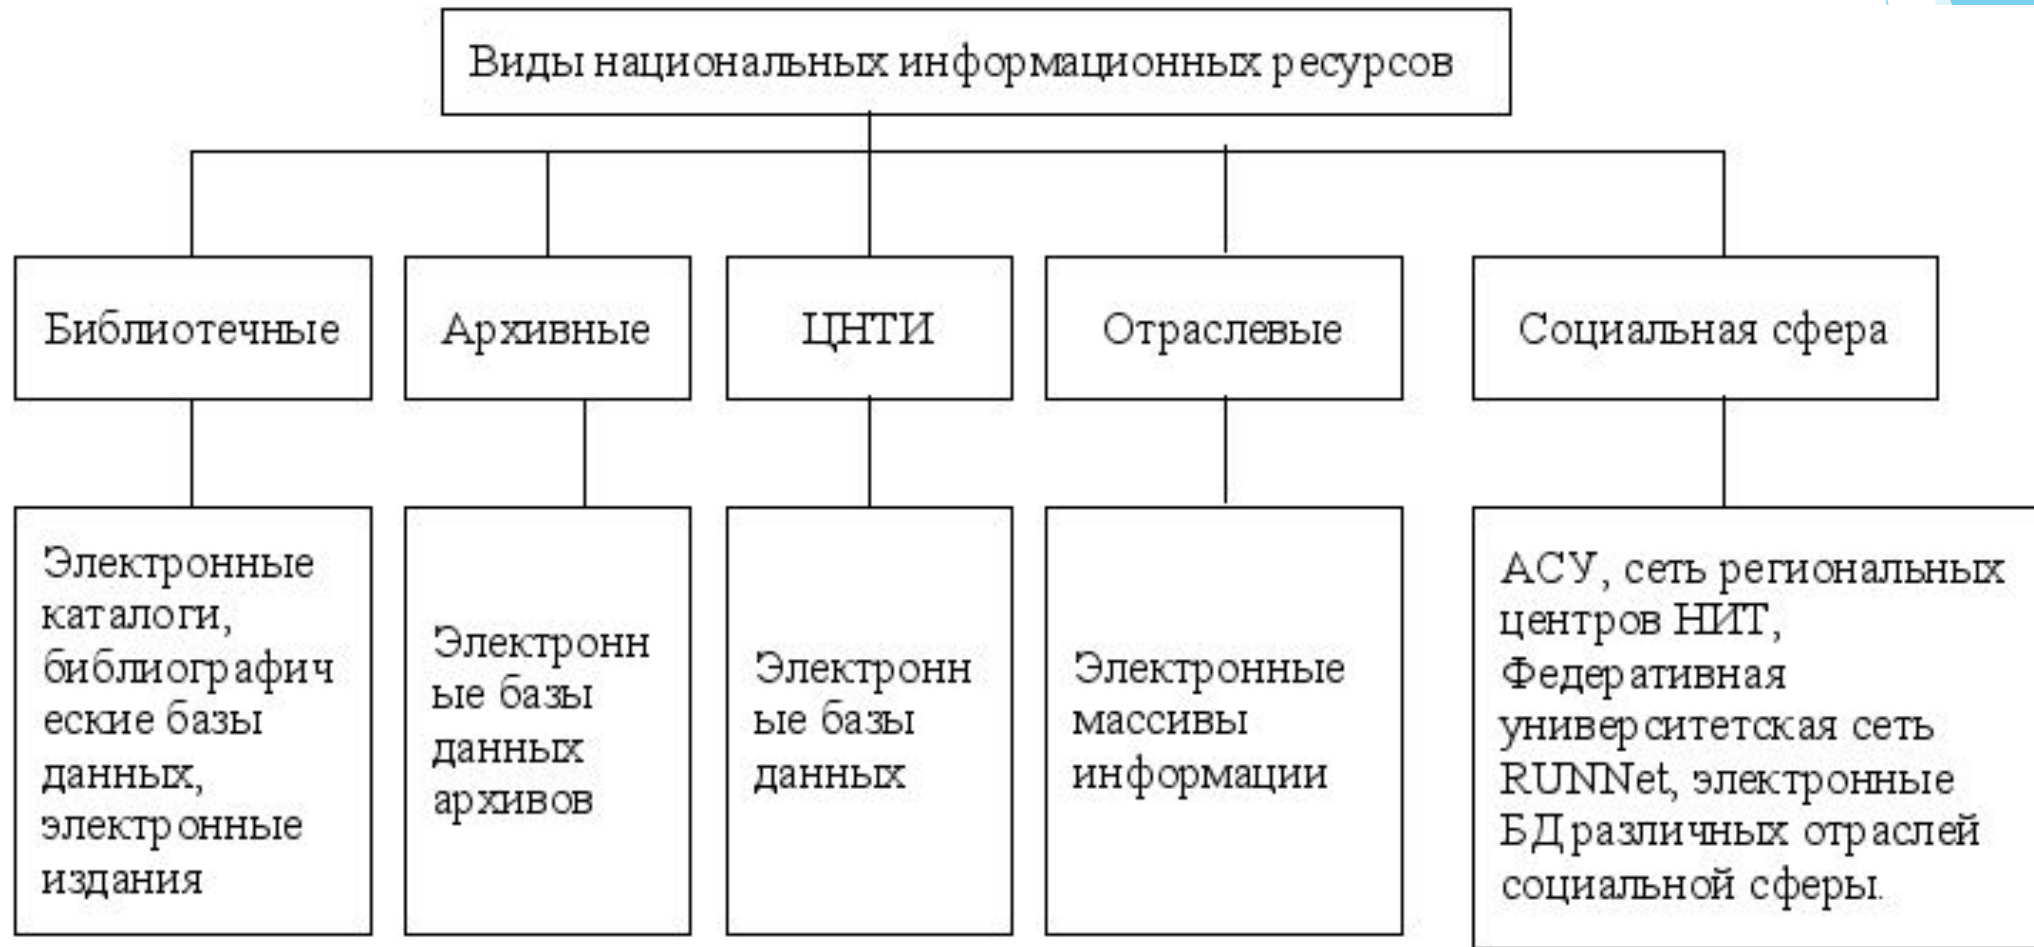 Виды национальных информационных ресурсов
Библиотечные
Архивные
ЦНТИ
Отраслевые
Социальная сфера
Электронные
каталоги,
библиографич
еские базы
данных,
электронные
издания
Электронн
ые базы
данных
архивов
Электронн
ые базы
данных
Электронные
массивы
информации
АСУ, сеть региональных
центров НИТ,
Федеративная
университетская сеть
RUNNet, электронные
БД различных отраслей
социальной сферы.